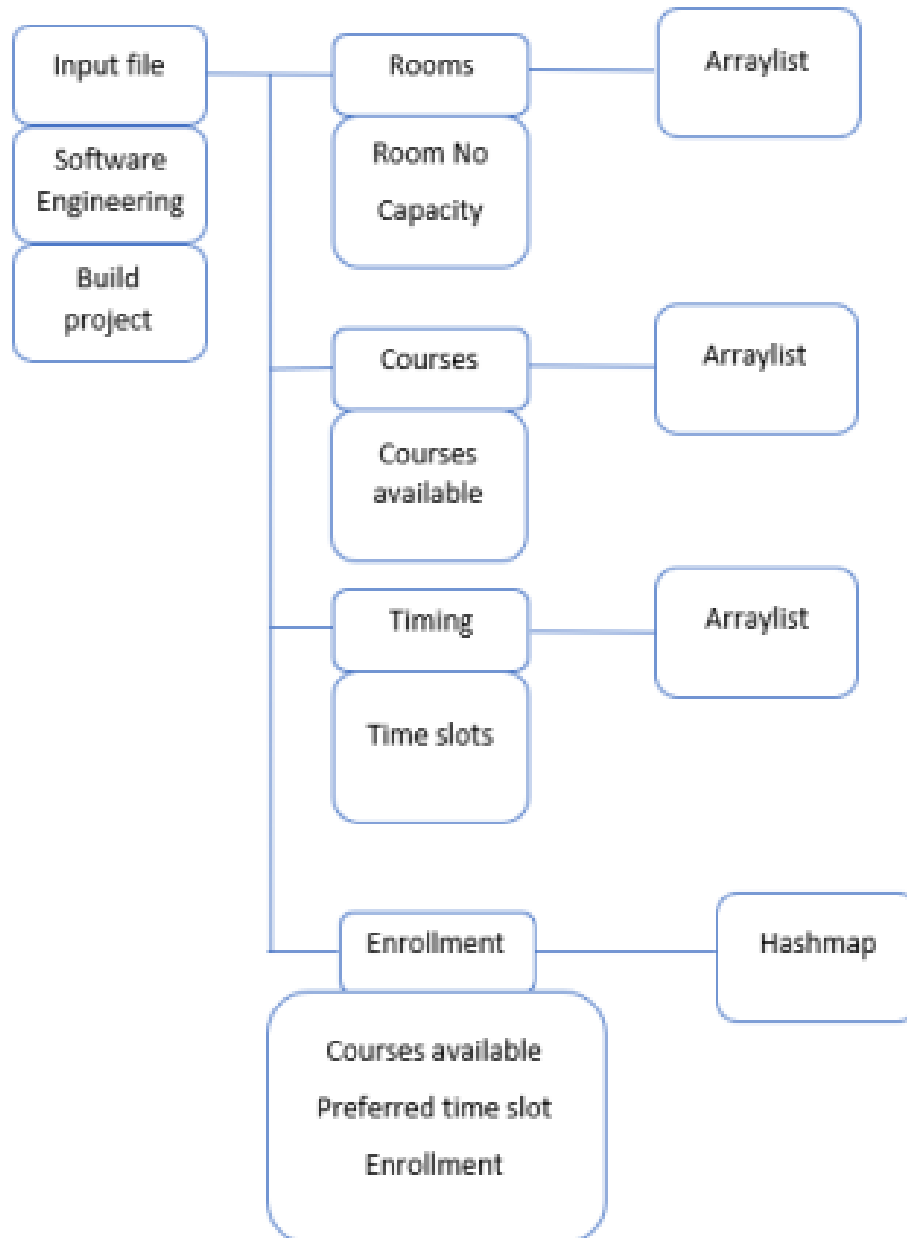 Input file
Software
Engineering
Build
project
Rooms
Room No
Capacity
Arraylist
Courses
Courses
available
Arraylist
Timing
Time slots
Arraylist
Enrollment
Courses available
Preferred time slot
Enrollment
Hashmap